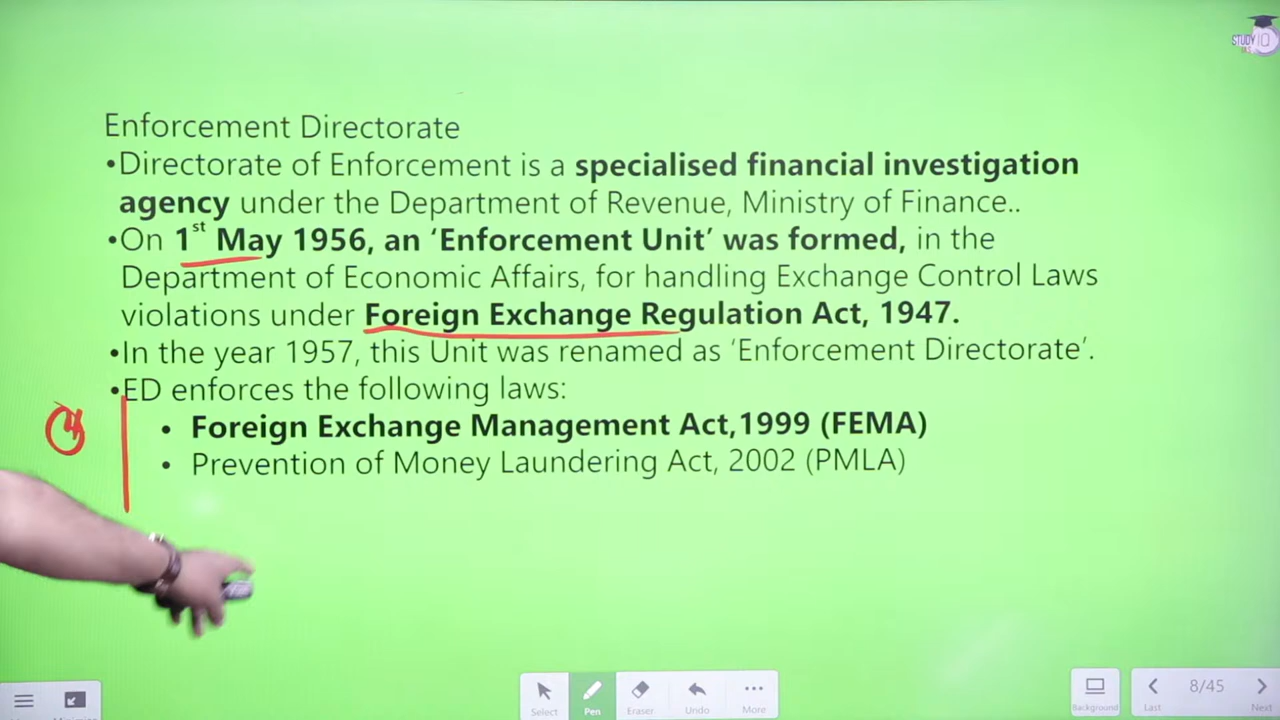 STUDY IQ
Enforcement Directorate
•Directorate of Enforcement is a specialised financial investigation
agency under the Department of Revenue, Ministry of Finance..
•On 1st May 1956, an ‘Enforcement Unit’ was formed, in the
Department of Economic Affairs, for handling Exchange Control Laws
violations under Foreign Exchange Regulation Act, 1947.
•In the year 1957, this Unit was renamed as ‘Enforcement Directorate’.
•ED enforces the following laws:
• Foreign Exchange Management Act,1999 (FEMA)
• Prevention of Money Laundering Act, 2002 (PMLA)
Select
Pen
Eraser
Undo
More
Background
Last
8/45
Next